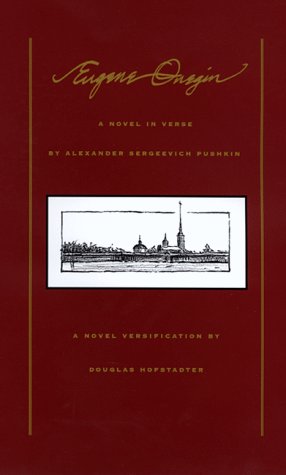 Eugene Onegin
A NOVEL IN VERSE
BY ALEXANDER SERGEEVICH PUSHKIN
A NOVEL VERSIFICATION BY
DOUGLAS HOFSTADTER